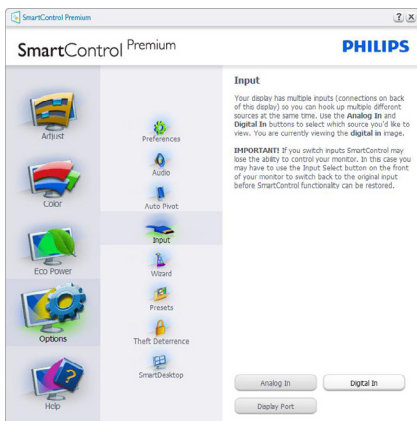 SmartControl Premium
SmartControl Premium
PHILIPS
Adjust
Color
Eco Power
Options
Help
Preferences
Audio
Auto Pivot
Input
Wizard
Presets
Theft Deterrence
SmartDesktop
Input
Your display has multiple inputs (connections on back
of this display) so you can hook up multiple different
sources at the same time. Use the Analog In and
Digital In buttons to select which source you'd like to
view. You are currently viewing the digital in image.
IMPORTANT! If you switch inputs SmartControl may
lose the ability to control your monitor. In this case you
may have to use the Input Select button on the front
of your monitor to switch back to the original input
before SmartControl functionality can be restored.
Analog In
Digital In
Display Port